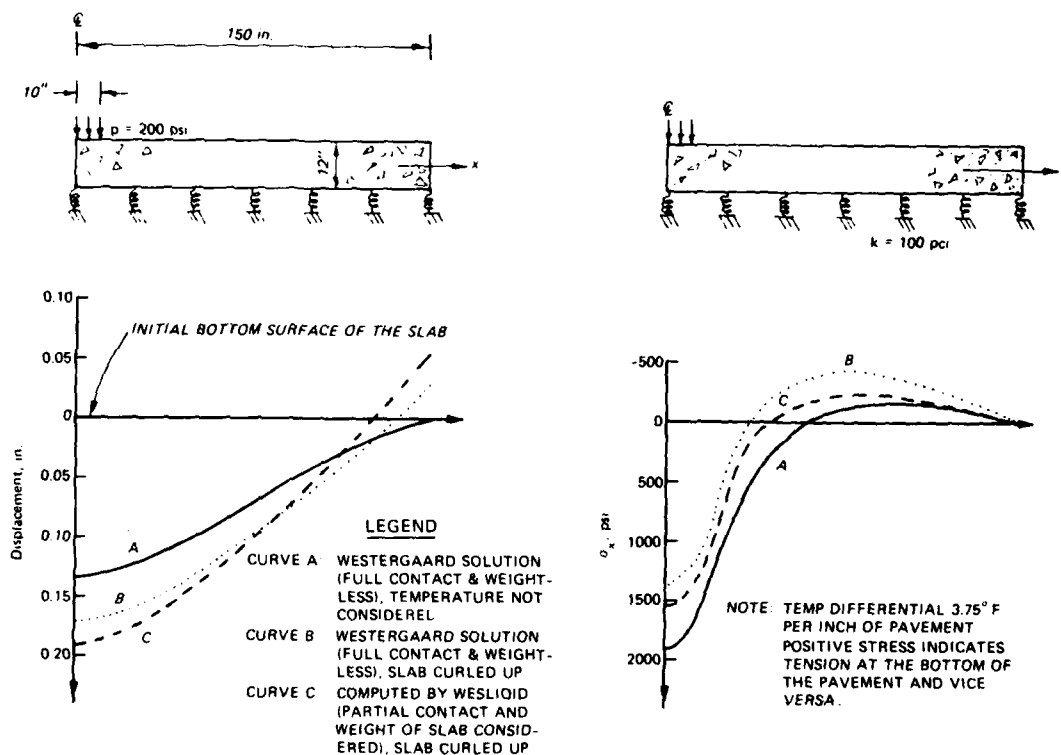 ℄
150 in.
10"
p = 200 psi
12"
x
℄
k = 100 pci
0.10
0.05
0
0.05
0.10
0.15
0.20
Displacement, in.
INITIAL BOTTOM SURFACE OF THE SLAB
A
B
C
LEGEND
CURVE A: WESTERGAARD SOLUTION
(FULL CONTACT & WEIGHT-
LESS), TEMPERATURE NOT
CONSIDEREL
CURVE B WESTERGAARD SOLUTION
(FULL CONTACT & WEIGHT-
LESS), SLAB CURLED UP
CURVE C COMPUTED BY WESLIOID
(PARTIAL CONTACT AND
WEIGHT OF SLAB CONSID-
ERED), SLAB CURLED UP
-500
0
500
1000
1500
2000
σx, psi
B
C
A
NOTE: TEMP DIFFERENTIAL 3.75° F
PER INCH OF PAVEMENT
POSITIVE STRESS INDICATES
TENSION AT THE BOTTOM OF
THE PAVEMENT AND VICE
VERSA.